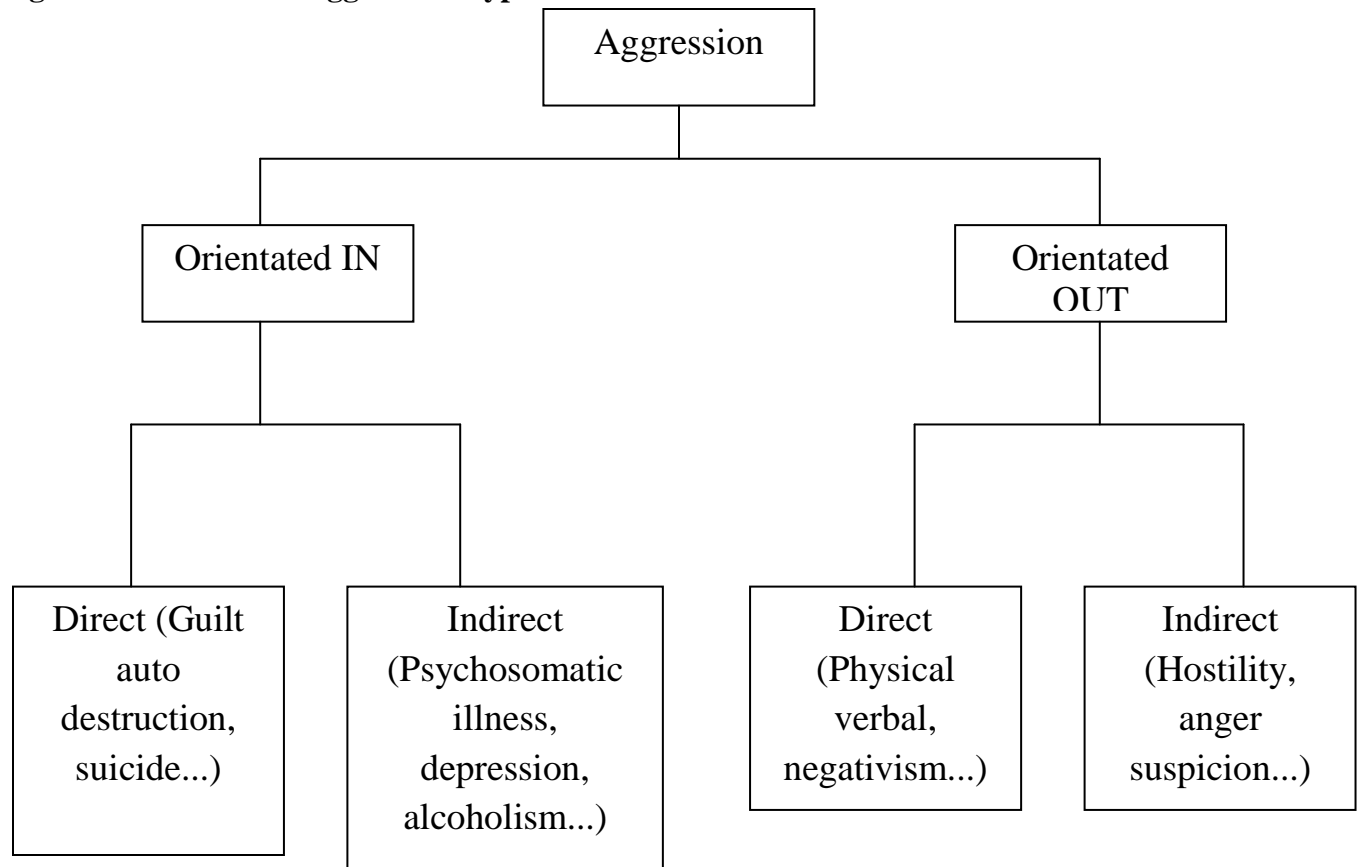 Aggression
Orientated IN
Orientated
OUT
Direct (Guilt
auto
destruction,
suicide...)
Indirect
(Psychosomatic
illness,
depression,
alcoholism...)
Direct
(Physical
verbal,
negativism...)
Indirect
(Hostility,
anger
suspicion...)